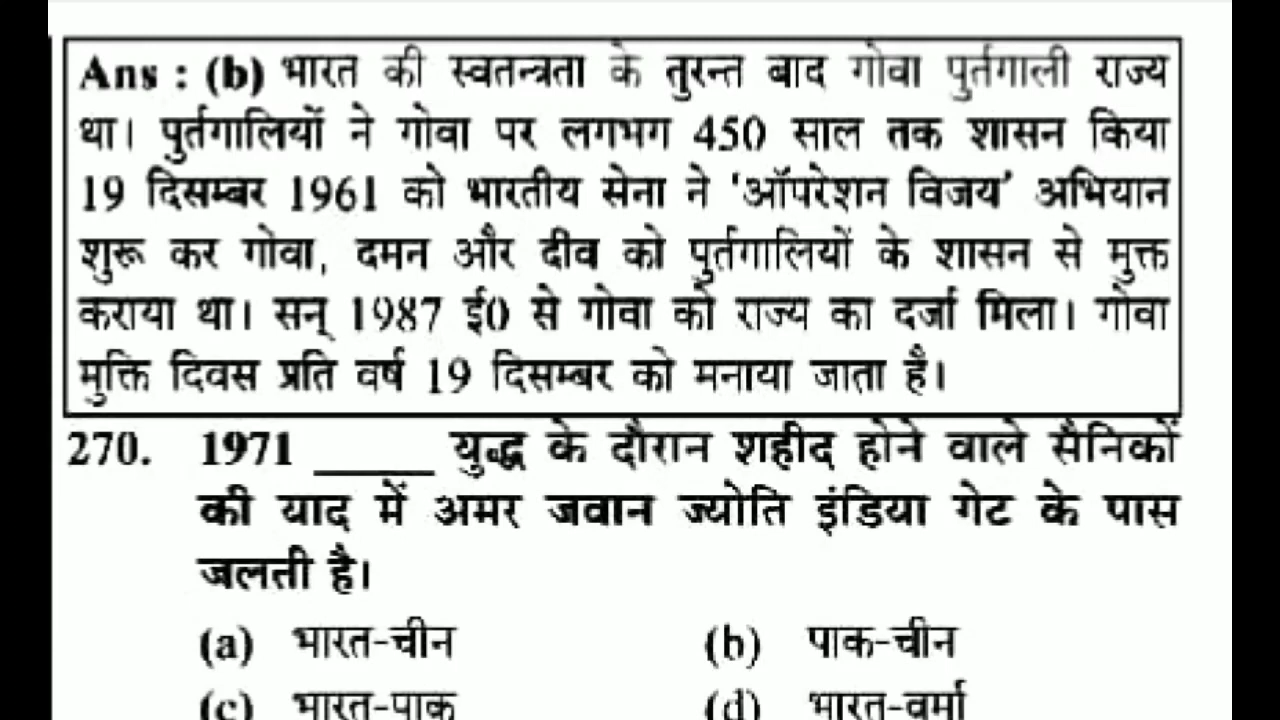 Ans : (b) भारत की स्वतन्त्रता के तुरन्त बाद गोवा पुर्तगाली राज्य
था। पुर्तगालियों ने गोवा पर लगभग 450 साल तक शासन किया
19 दिसम्बर 1961 को भारतीय सेना ने 'ऑपरेशन विजय' अभियान
शुरू कर गोवा, दमन और दीव को पुर्तगालियों के शासन से मुक्त
कराया था। सन् 1987 ई0 से गोवा को राज्य का दर्जा मिला। गोवा
मुक्ति दिवस प्रति वर्ष 19 दिसम्बर को मनाया जाता है।
270. 1971 _____ युद्ध के दौरान शहीद होने वाले सैनिकों
की याद में अमर जवान ज्योति इंडिया गेट के पास
जलती है।
(a) भारत-चीन (b) पाक-चीन
(c) भारत-पाक (d) भारत-वर्मा